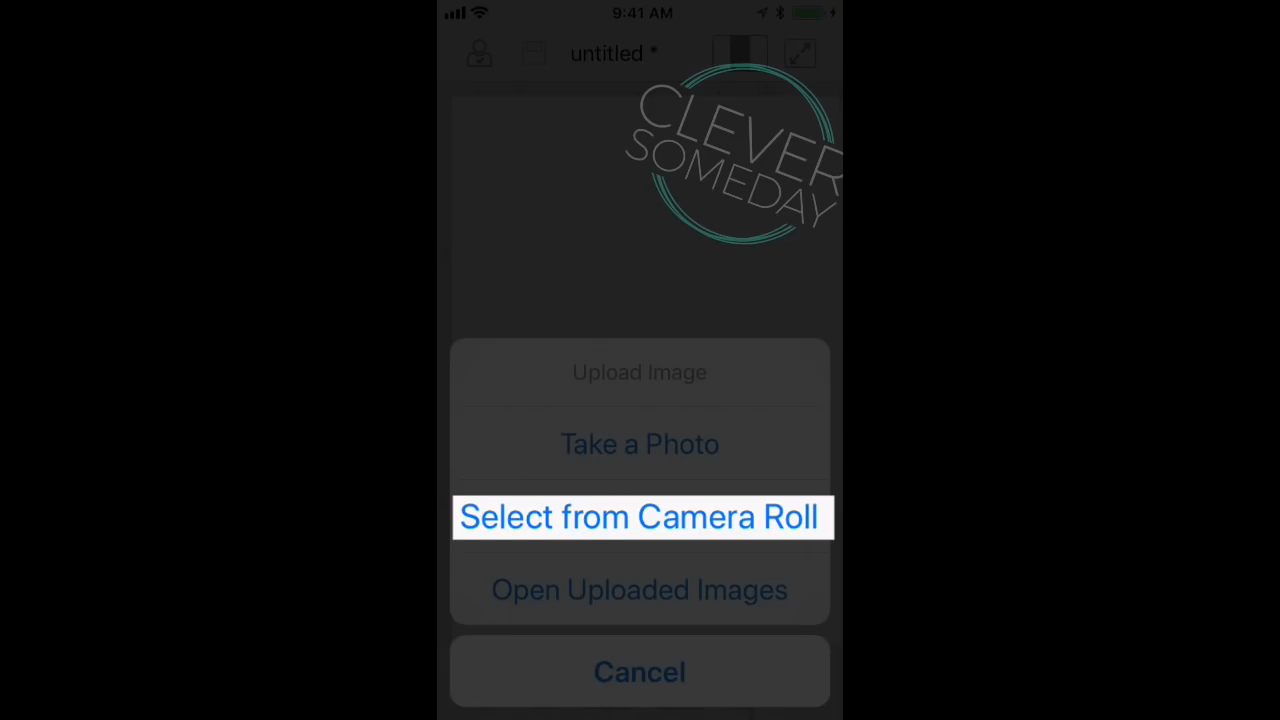 9:41 AM
untitled *
CLEVER
SOMEDAY
Upload Image
Take a Photo
Select from Camera Roll
Open Uploaded Images
Cancel